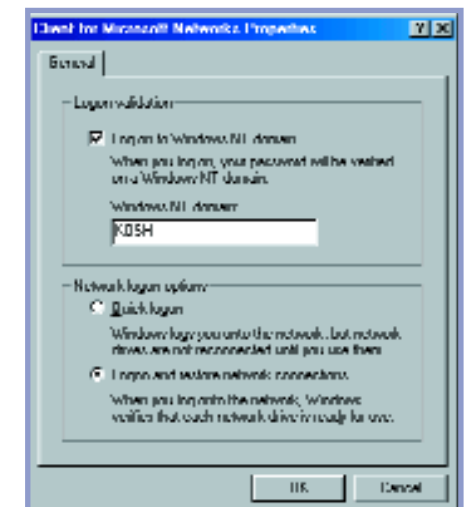 Client for Microsoft Networks Properties
General
Logon validation
Log on to Windows NT domain
When you log on, your password will be verified
on a Windows NT domain.
Windows NT domain:
KOSH
Network logon options
Quick logon
Windows logs you onto the network, but network
drives are not reconnected until you use them.
Logon and restore network connections
When you log onto the network, Windows
verifies that each network drive is ready for use.
OK
Cancel